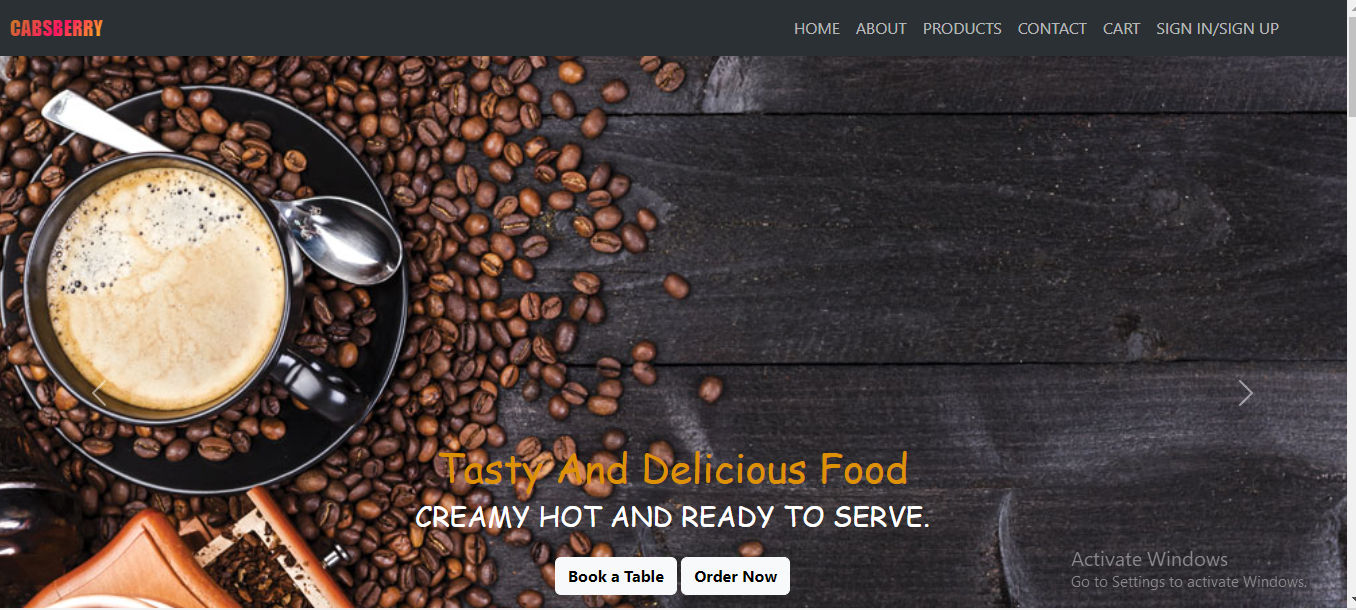 CABSBERRY
HOME ABOUT PRODUCTS CONTACT CART SIGN IN/SIGN UP
Tasty And Delicious Food
CREAMY HOT AND READY TO SERVE.
Book a Table Order Now
Activate Windows
Go to Settings to activate Windows.